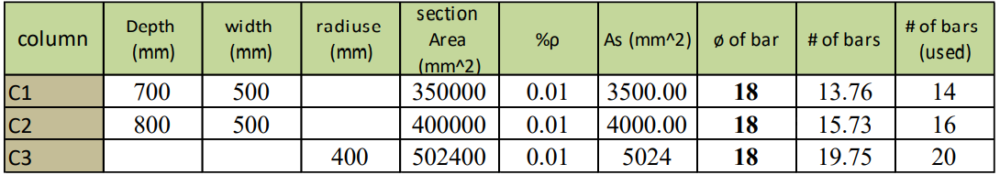 column Depth (mm) width (mm) radiuse (mm) section Area (mm^2) %ρ As (mm^2) ø of bar # of bars # of bars (used)
C1 700 500 350000 0.01 3500.00 18 13.76 14
C2 800 500 400000 0.01 4000.00 18 15.73 16
C3 400 502400 0.01 5024 18 19.75 20